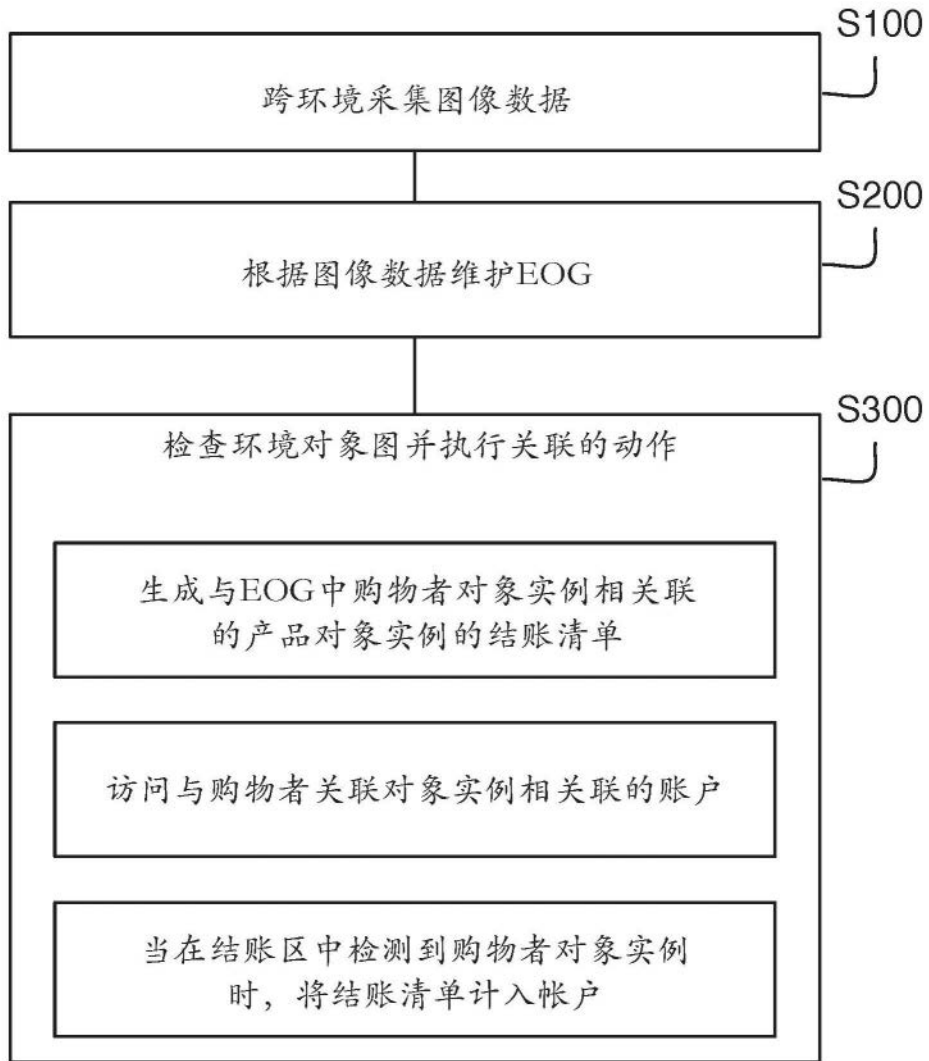 S100
跨环境采集图像数据
S200
根据图像数据维护EOG
S300
检查环境对象图并执行关联的动作
生成与EOG中购物者对象实例相关联
的产品对象实例的结账清单
访问与购物者关联对象实例相关联的账户
当在结账区中检测到购物者对象实例
时，将结账清单计入帐户